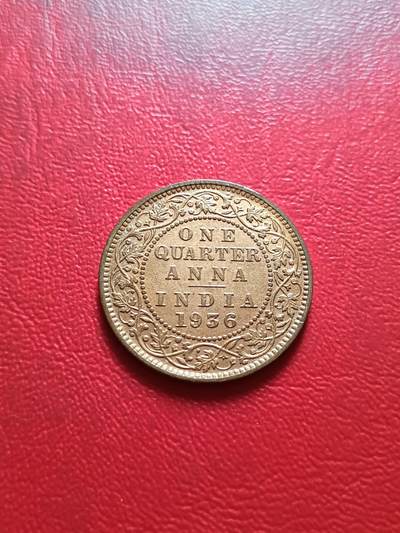 ONE
QUARTER
ANNA
INDIA
1936